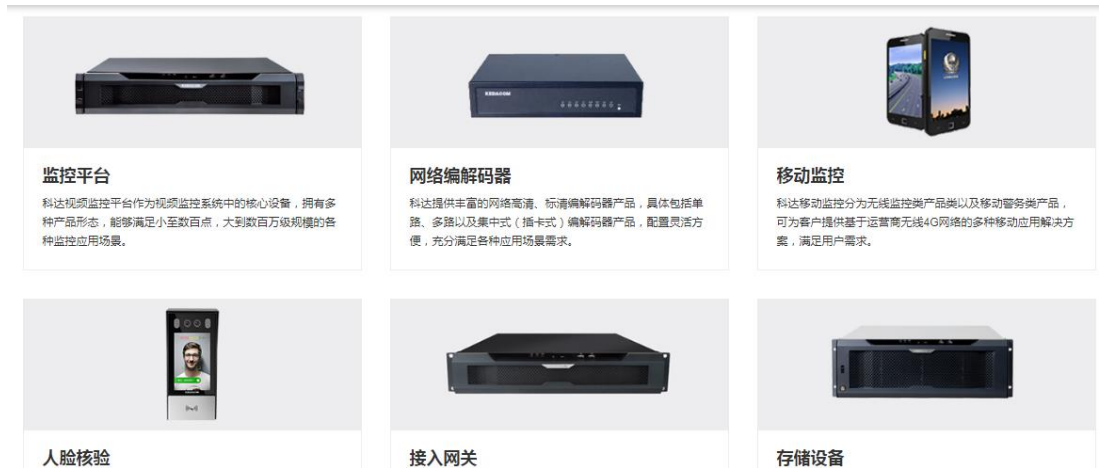 KEDACOM
监控平台
科达视频监控平台作为视频监控系统中的核心设备，拥有多
种产品形态，能够满足小至数百点，大到数百万级规模的各
种监控应用场景。
网络编解码器
科达提供丰富的网络高清、标清编解码器产品，具体包括单
路、多路以及集中式（插卡式）编解码器产品，配置灵活方
便，充分满足各种应用场景需求。
移动监控
科达移动监控分为无线监控类产品类以及移动警务类产品，
可为客户提供基于运营商无线4G网络的多种移动应用解决方
案，满足用户需求。
人脸核验
接入网关
存储设备